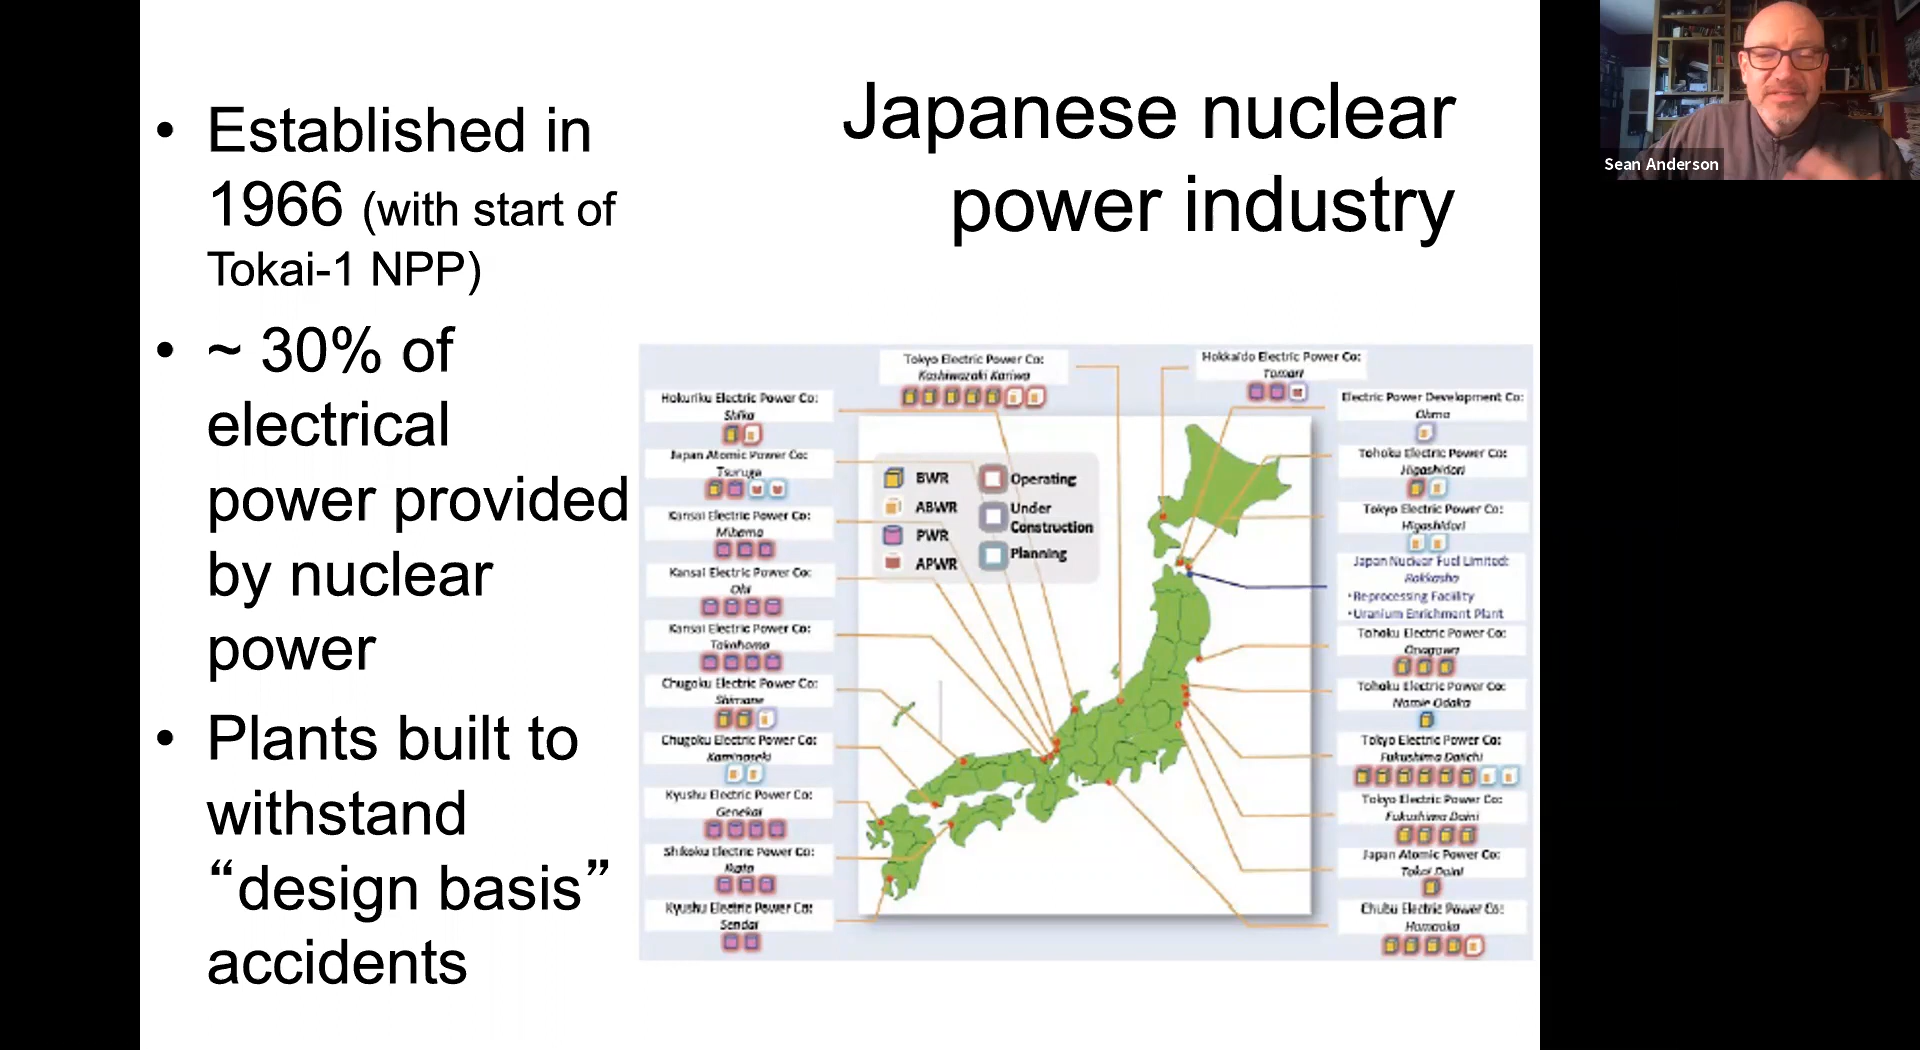 Japanese nuclear
power industry
• Established in
1966 (with start of
Tokai-1 NPP)
• ~ 30% of
electrical
power provided
by nuclear
power
• Plants built to
withstand
“design basis”
accidents
Tokyo Electric Power Co:
Kashiwazaki Kariwa
Hokkaido Electric Power Co:
Tomari
Hokuriku Electric Power Co:
Shika
Japan Atomic Power Co:
Tsuruga
Kansai Electric Power Co:
Mihama
Kansai Electric Power Co:
Ohi
Kansai Electric Power Co:
Takahama
Chugoku Electric Power Co:
Shimane
Chugoku Electric Power Co:
Kaminoseki
Kyushu Electric Power Co:
Genekai
Shikoku Electric Power Co:
Ikata
Kyushu Electric Power Co:
Sendai
BWR
ABWR
PWR
APWR
Operating
Under
Construction
Planning
Electric Power Development Co:
Ohma
Tohoku Electric Power Co:
Higashidori
Tokyo Electric Power Co:
Higashidori
Japan Nuclear Fuel Limited:
Rokkasho
•Reprocessing Facility
•Uranium Enrichment Plant
Tohoku Electric Power Co:
Onagawa
Tohoku Electric Power Co:
Namie Odaka
Tokyo Electric Power Co:
Fukushima Daiichi
Tokyo Electric Power Co:
Fukushima Daini
Japan Atomic Power Co:
Tokai Daini
Chubu Electric Power Co:
Hamaoka
Sean Anderson